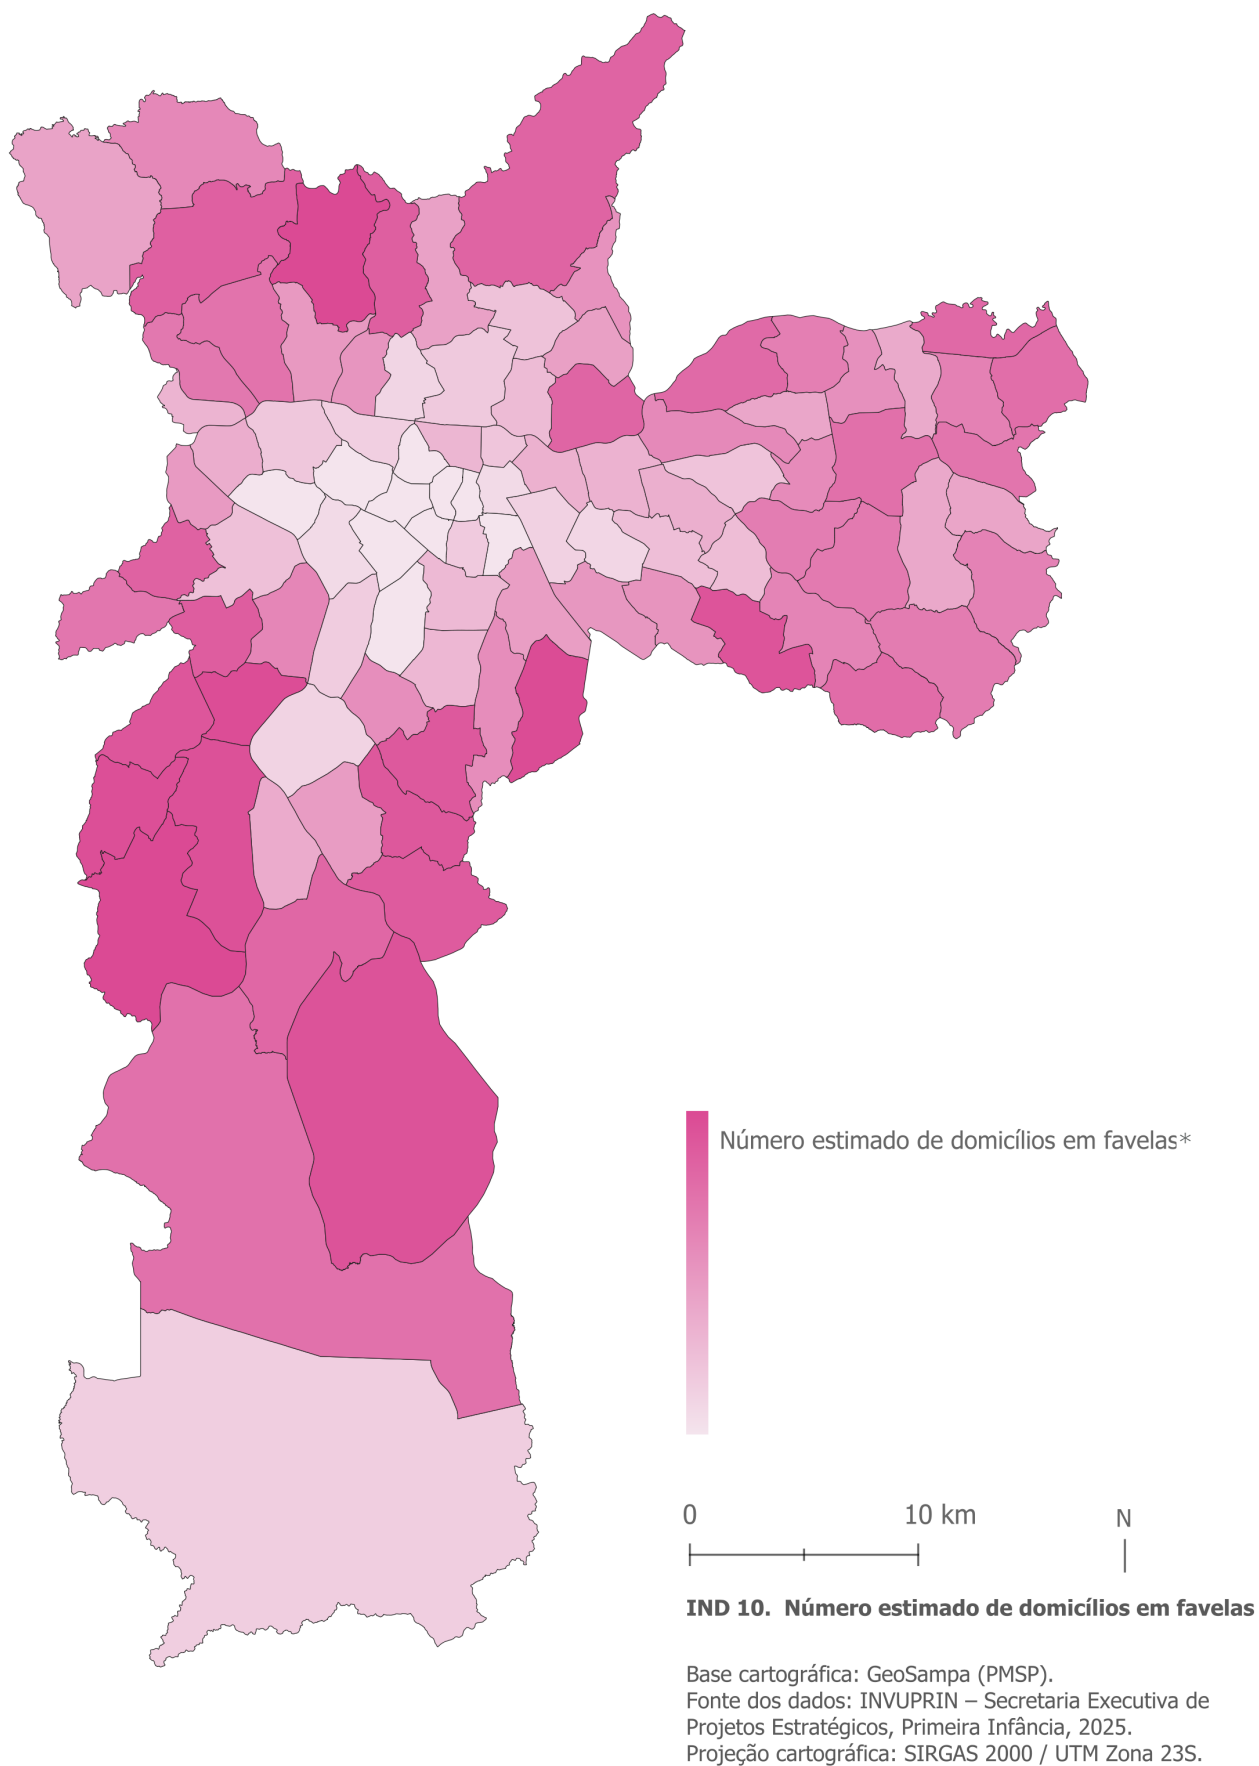 Número estimado de domicílios em favelas*
0 10 km N
IND 10. Número estimado de domicílios em favelas
Base cartográfica: GeoSampa (PMSP).
Fonte dos dados: INVUPRIN – Secretaria Executiva de
Projetos Estratégicos, Primeira Infância, 2025.
Projeção cartográfica: SIRGAS 2000 / UTM Zona 23S.